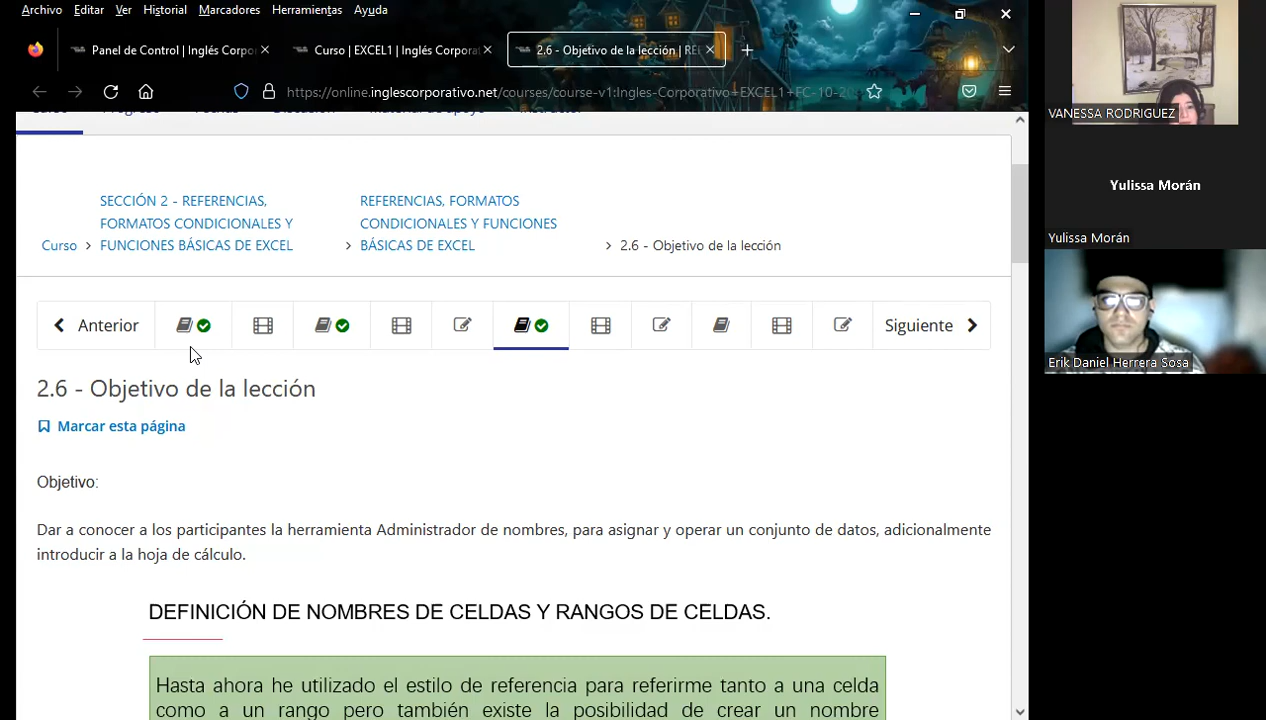 Archivo Editar Ver Historial Marcadores Herramientas Ayuda
Panel de Control | Inglés Corpo
Curso | EXCEL1 | Inglés Corpora
2.6 - Objetivo de la lección | RE
https://online.inglescorporativo.net/courses/course-v1:Ingles-Corporativo+EXCEL1+FC-10-20
SECCIÓN 2 - REFERENCIAS,
FORMATOS CONDICIONALES Y
FUNCIONES BÁSICAS DE EXCEL
REFERENCIAS, FORMATOS
CONDICIONALES Y FUNCIONES
BÁSICAS DE EXCEL
Curso
2.6 - Objetivo de la lección
Anterior
Siguiente
2.6 - Objetivo de la lección
Marcar esta página
Objetivo:
Dar a conocer a los participantes la herramienta Administrador de nombres, para asignar y operar un conjunto de datos, adicionalmente
introducir a la hoja de cálculo.
DEFINICIÓN DE NOMBRES DE CELDAS Y RANGOS DE CELDAS.
Hasta ahora he utilizado el estilo de referencia para referirme tanto a una celda
como a un rango pero también existe la posibilidad de crear un nombre
VANESSA RODRIGUEZ
Yulissa Morán
Yulissa Morán
Erik Daniel Herrera Sosa